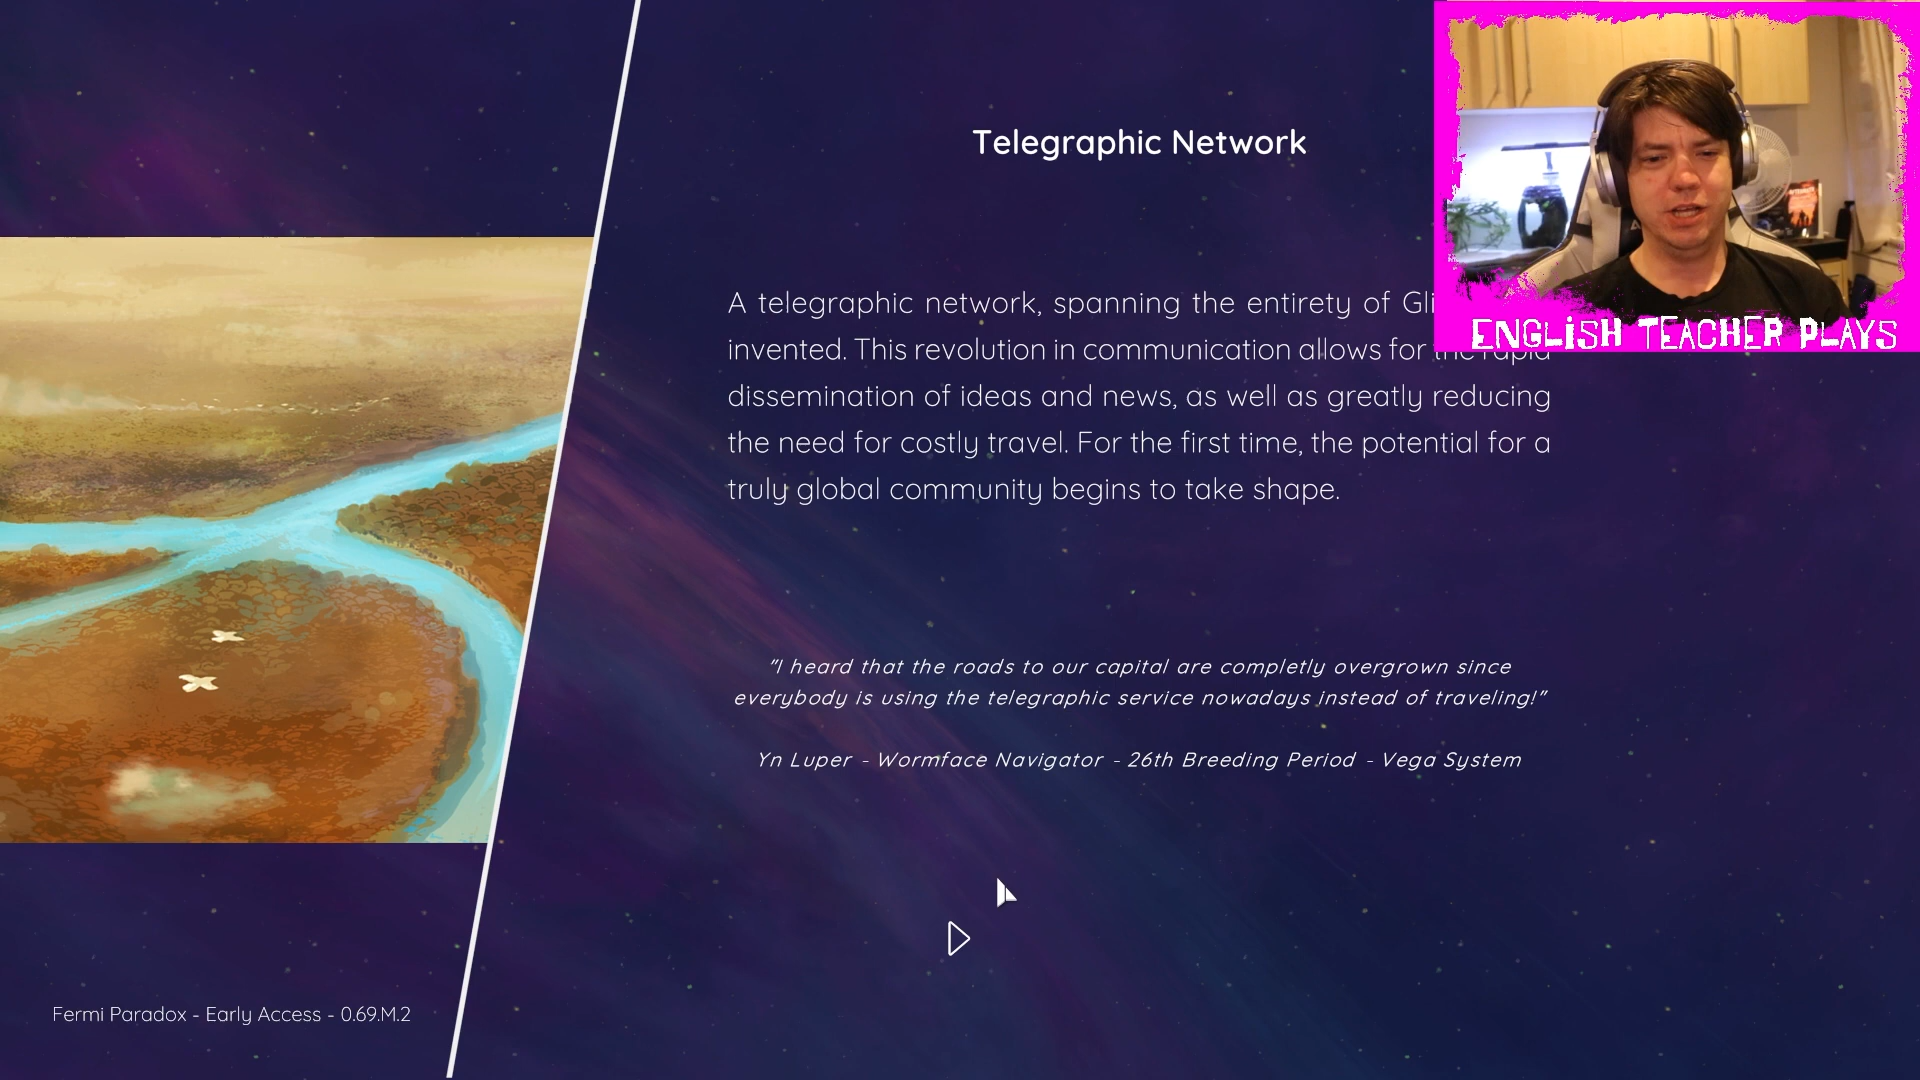 Telegraphic Network
A telegraphic network, spanning the entirety of
invented. This revolution in communication allows for the rapid
dissemination of ideas and news, as well as greatly reducing
the need for costly travel. For the first time, the potential for a
truly global community begins to take shape.
"I heard that the roads to our capital are completly overgrown since
everybody is using the telegraphic service nowadays instead of traveling!"
Yn Luper - Wormface Navigator - 26th Breeding Period - Vega System
Fermi Paradox - Early Access - 0.69.M.2
ENGLISH TEACHER PLAYS